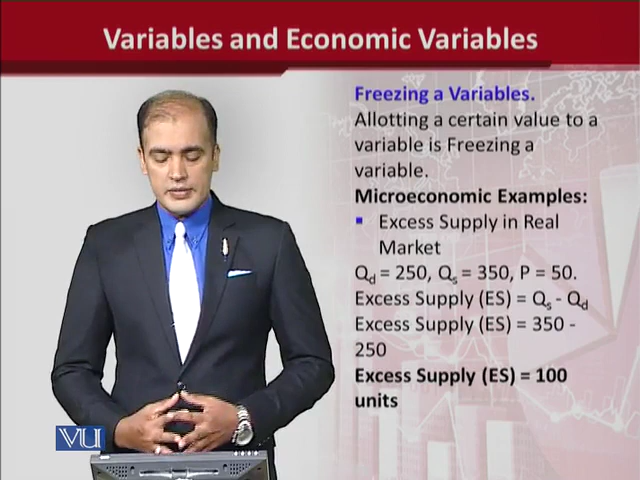 Variables and Economic Variables
Freezing a Variables.
Allotting a certain value to a
variable is Freezing a
variable.
Microeconomic Examples:
▪ Excess Supply in Real
Market
Qd = 250, Qs = 350, P = 50.
Excess Supply (ES) = Qs - Qd
Excess Supply (ES) = 350 -
250
Excess Supply (ES) = 100
units
VU